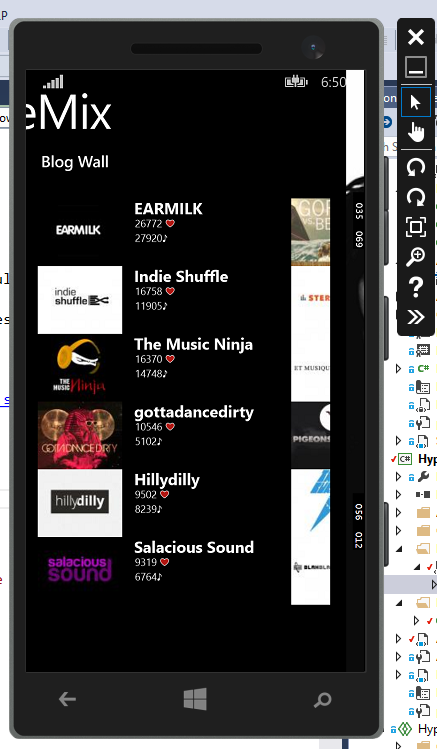 6:50
eMix
Blog Wall
EARMILK
EARMILK
26772
27920
indie
shuffle
Indie Shuffle
16758
11905
THE MUSIC Ninja
The Music Ninja
16370
14748
GOTTADANCEDIRTY
gottadancedirty
10546
5102
hillydilly
Hillydilly
9502
8239
salacious
sound
Salacious Sound
9319
6764
ET MUSIQU
PIGEONS
BLAHBLAH
035 069
056 012
C#
C#
Hyp
Hyp